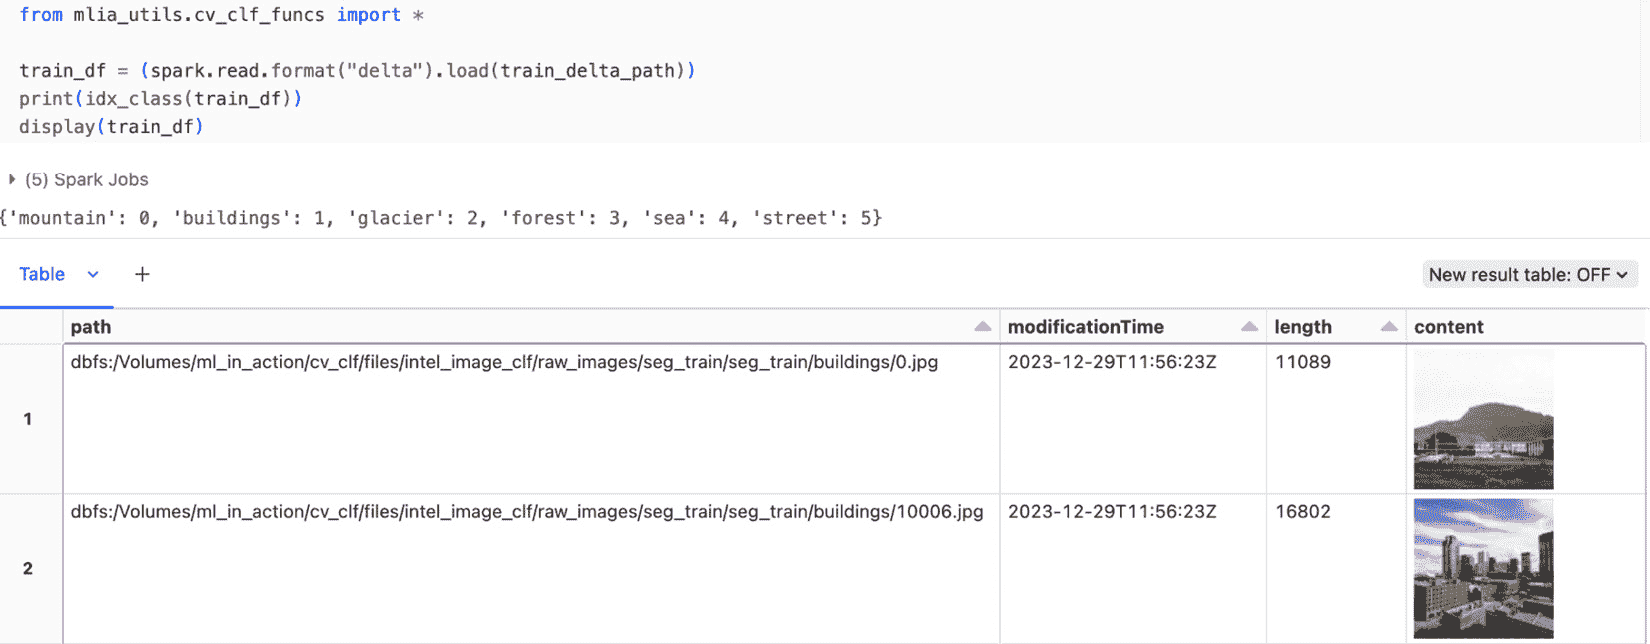 from mlia_utils.cv_clf_funcs import *
train_df = (spark.read.format("delta").load(train_delta_path))
print(idx_class(train_df))
display(train_df)
(5) Spark Jobs
{'mountain': 0, 'buildings': 1, 'glacier': 2, 'forest': 3, 'sea': 4, 'street': 5}
Table + New result table: OFF
path modificationTime length content
1 dbfs:/Volumes/ml_in_action/cv_clf/files/intel_image_clf/raw_images/seg_train/seg_train/buildings/0.jpg 2023-12-29T11:56:23Z 11089
2 dbfs:/Volumes/ml_in_action/cv_clf/files/intel_image_clf/raw_images/seg_train/seg_train/buildings/10006.jpg 2023-12-29T11:56:23Z 16802